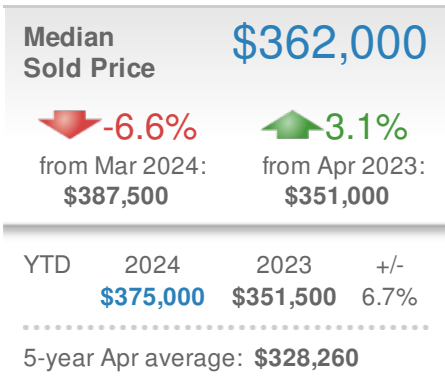 Median
Sold Price
$362,000
-6.6%
from Mar 2024:
$387,500
3.1%
from Apr 2023:
$351,000
YTD 2024 2023 +/-
$375,000 $351,500 6.7%
5-year Apr average: $328,260